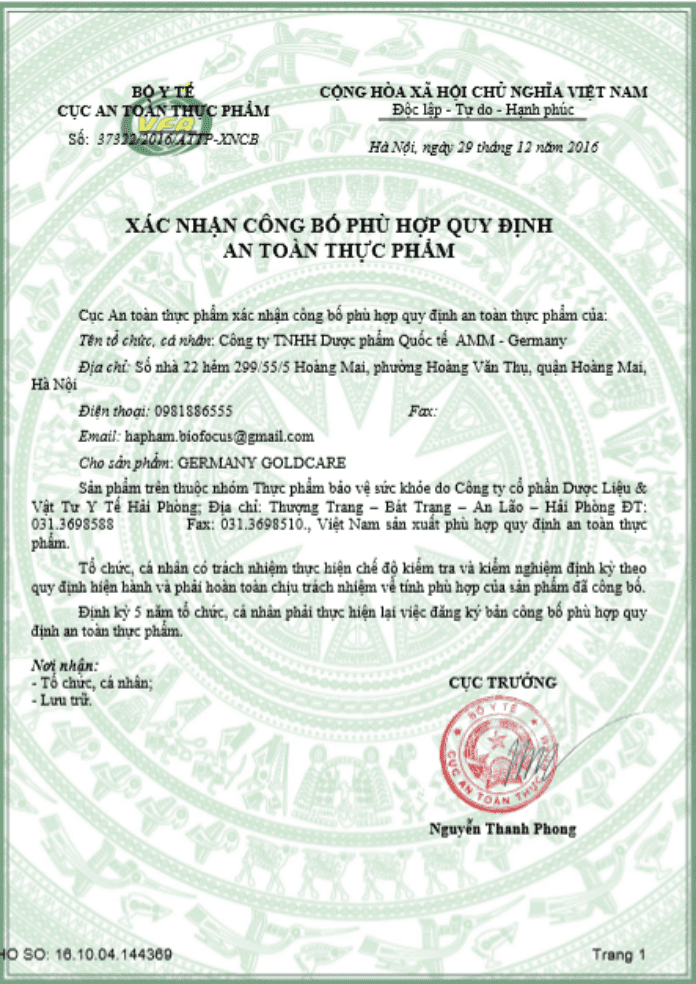 BỘ Y TẾ
CỤC AN TOÀN THỰC PHẨM
Số: 37322/2016/ATTP-XNCB
VFA
CỘNG HÒA XÃ HỘI CHỦ NGHĨA VIỆT NAM
Độc lập - Tự do - Hạnh phúc
Hà Nội, ngày 29 tháng 12 năm 2016
XÁC NHẬN CÔNG BỐ PHÙ HỢP QUY ĐỊNH
AN TOÀN THỰC PHẨM
Cục An toàn thực phẩm xác nhận công bố phù hợp quy định an toàn thực phẩm của:
Tên tổ chức, cá nhân: Công ty TNHH Dược phẩm Quốc tế AMM - Germany
Địa chỉ: Số nhà 22 hẻm 299/55/5 Hoàng Mai, phường Hoàng Văn Thụ, quận Hoàng Mai,
Hà Nội
Điện thoại: 0981886555 Fax:
Email: hapham.biofocus@gmail.com
Cho sản phẩm: GERMANY GOLDCARE
Sản phẩm trên thuộc nhóm Thực phẩm bảo vệ sức khỏe do Công ty cổ phần Dược Liệu &
Vật Tư Y Tế Hải Phòng; Địa chỉ: Thượng Trang – Bát Trang – An Lão – Hải Phòng ĐT:
031.3698588 Fax: 031.3698510., Việt Nam sản xuất phù hợp quy định an toàn thực
phẩm.
Tổ chức, cá nhân có trách nhiệm thực hiện chế độ kiểm tra và kiểm nghiệm định kỳ theo
quy định hiện hành và phải hoàn toàn chịu trách nhiệm về tính phù hợp của sản phẩm đã công bố.
Định kỳ 5 năm tổ chức, cá nhân phải thực hiện lại việc đăng ký bản công bố phù hợp quy
định an toàn thực phẩm.
Nơi nhận:
- Tổ chức, cá nhân;
- Lưu trữ.
CỤC TRƯỞNG
BỘ Y TẾ
CỤC AN TOÀN THỰC
Nguyễn Thanh Phong
HO SO: 16.10.04.144369
Trang 1